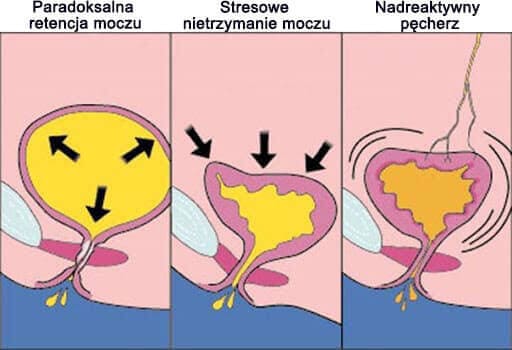 Paradoksalna
retencja moczu
Stresowe
nietrzymanie moczu
Nadreaktywny
pęcherz